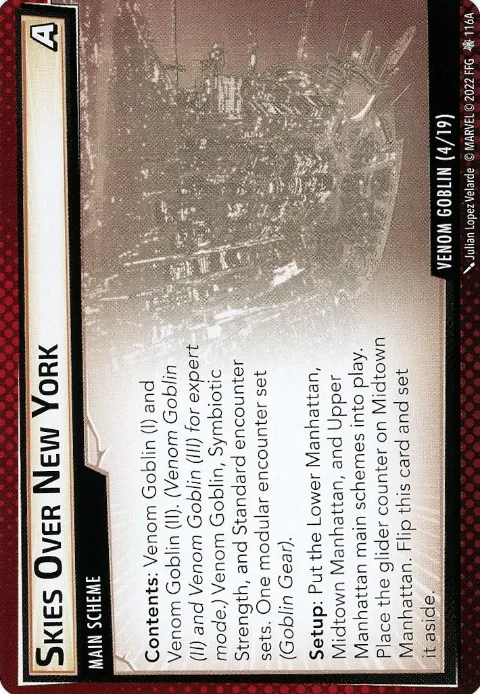 Skies Over New York
A
MAIN SCHEME
Contents: Venom Goblin (I) and
Venom Goblin (II). (Venom Goblin
(II) and Venom Goblin (III) for expert
mode.) Venom Goblin, Symbiotic
Strength, and Standard encounter
sets. One modular encounter set
(Goblin Gear).
Setup: Put the Lower Manhattan,
Midtown Manhattan, and Upper
Manhattan main schemes into play.
Place the glider counter on Midtown
Manhattan. Flip this card and set
it aside.
VENOM GOBLIN (4/19)
Julian Lopez Velarde © MARVEL © 2022 FFG 116A